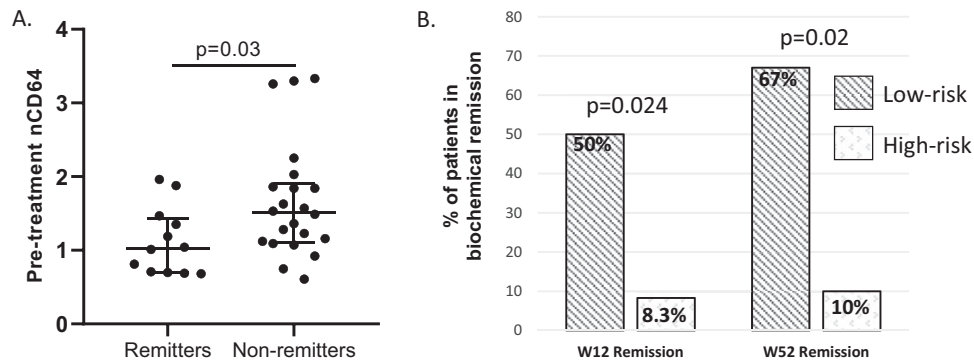 A.
Pre-treatment nCD64
4
3
2
1
0
p=0.03
Remitters
Non-remitters
B.
% of patients in
biochemical remission
80
70
60
50
40
30
20
10
0
p=0.024
p=0.02
50%
8.3%
67%
10%
W12 Remission
W52 Remission
Low-risk
High-risk